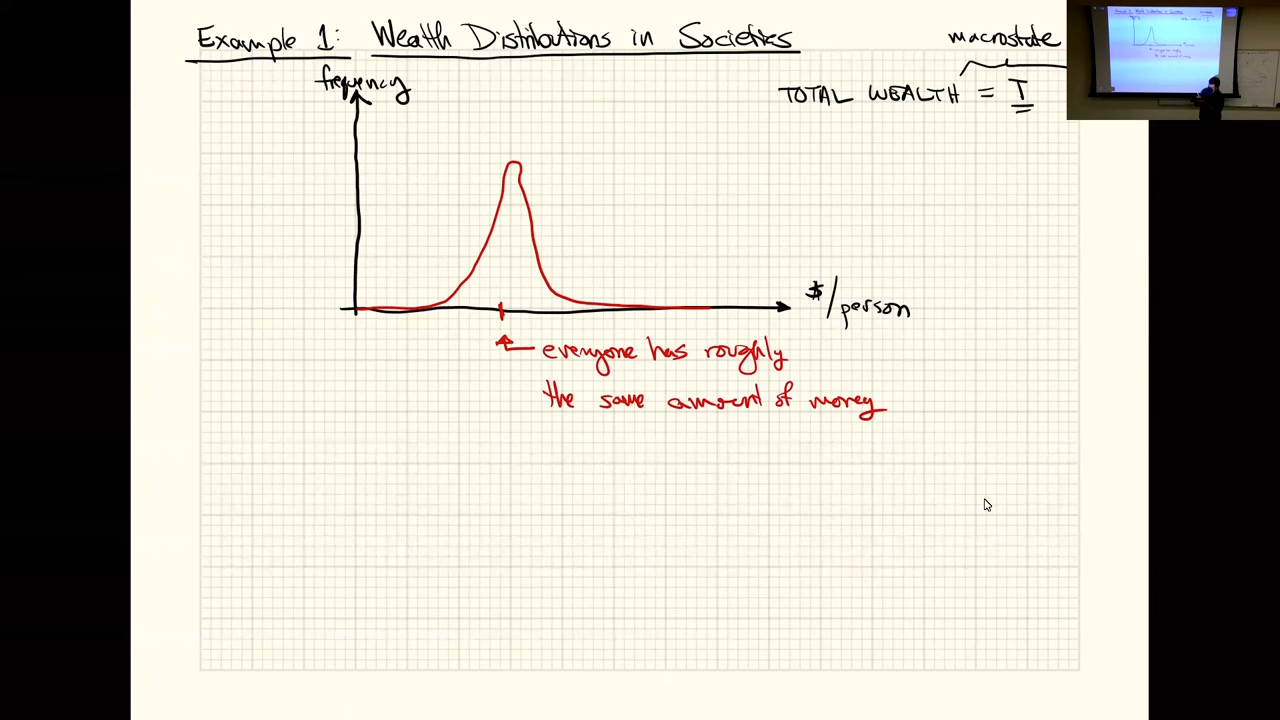 Example 1: Wealth Distributions in Societies
macrostate
frequency
TOTAL WEALTH = T
$/person
everyone has roughly
the same amount of money